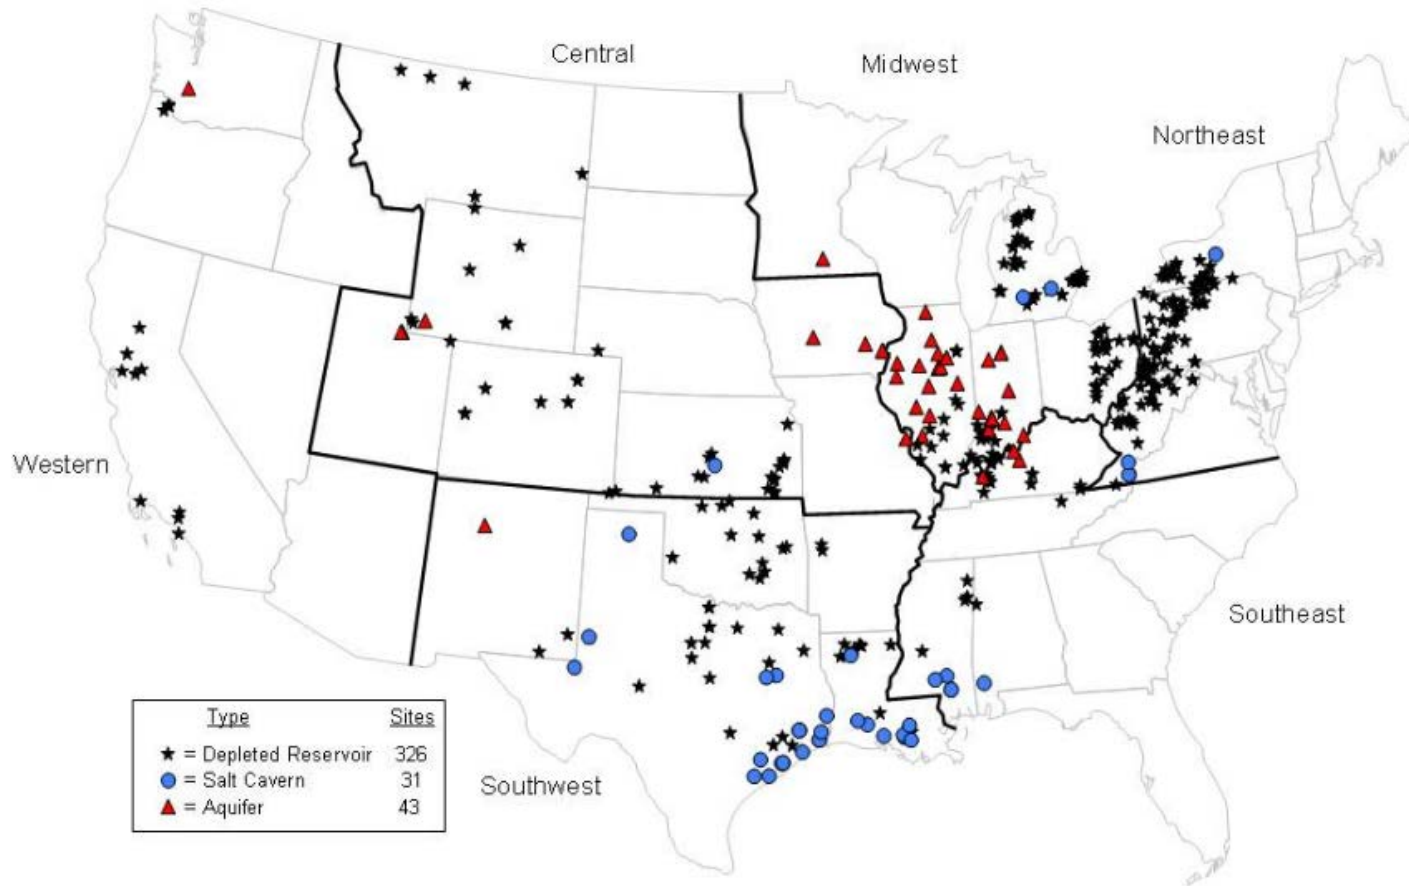 Central
Midwest
Northeast
Western
Southeast
Southwest
Type Sites
= Depleted Reservoir 326
= Salt Cavern 31
= Aquifer 43